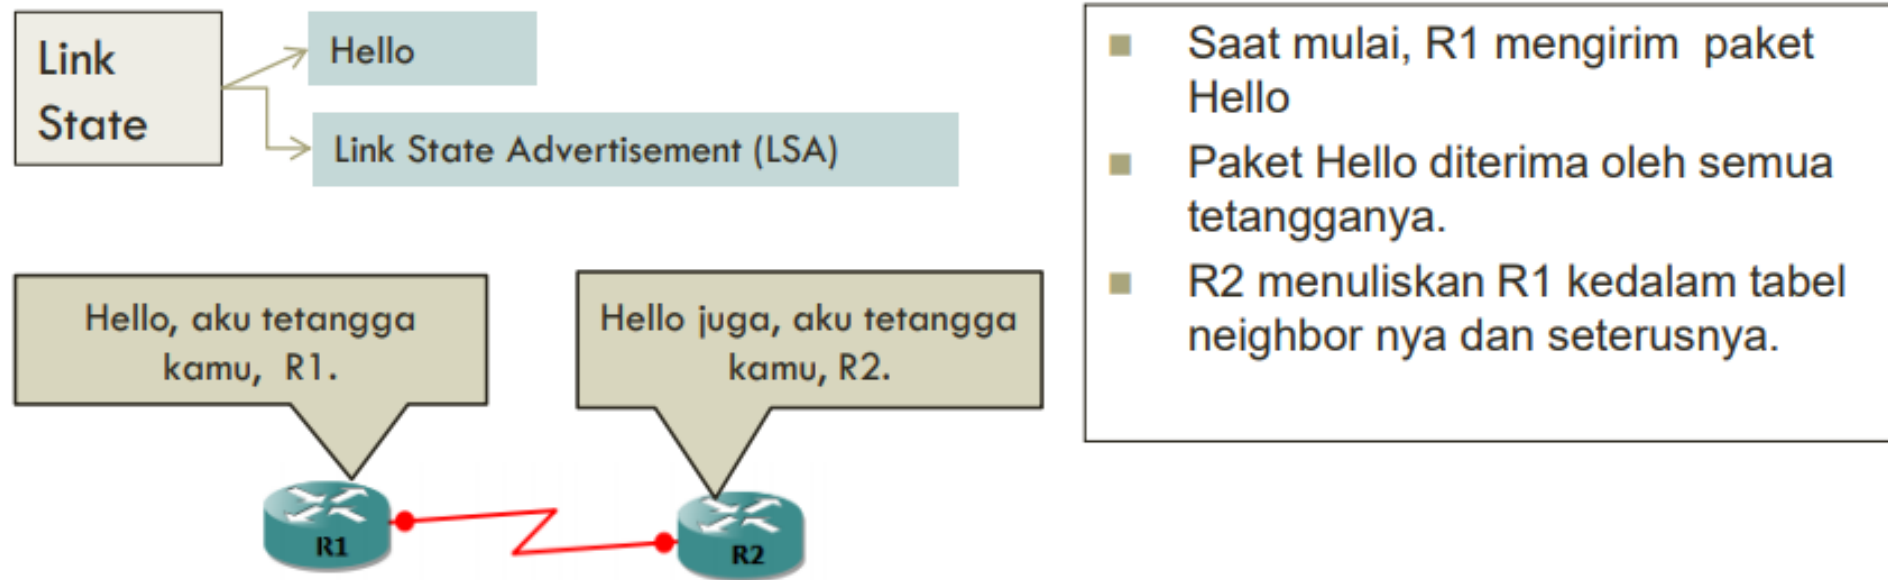 Link
State
Hello
Link State Advertisement (LSA)
Hello, aku tetangga
kamu, R1.
Hello juga, aku tetangga
kamu, R2.
R1
R2
Saat mulai, R1 mengirim paket
Hello
Paket Hello diterima oleh semua
tetangganya.
R2 menuliskan R1 kedalam tabel
neighbor nya dan seterusnya.